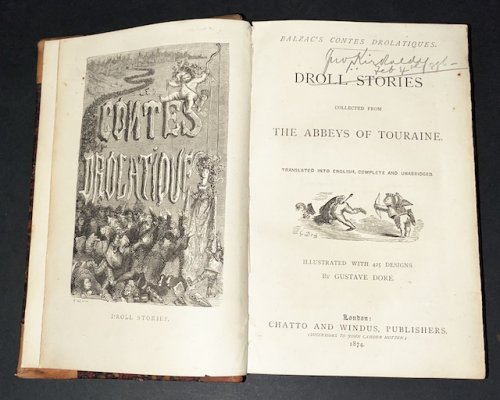 LES
CONTES
DROLATIQUES
DROLL STORIES.
BALZAC'S CONTES DROLATIQUES.
DROLL STORIES
COLLECTED FROM
THE ABBEYS OF TOURAINE.
TRANSLATED INTO ENGLISH, COMPLETE AND UNABRIDGED.
G. Doré
ILLUSTRATED WITH 425 DESIGNS
BY GUSTAVE DORÉ.
London:
CHATTO AND WINDUS, PUBLISHERS.
(SUCCESSORS TO JOHN CAMDEN HOTTEN.)
1874.